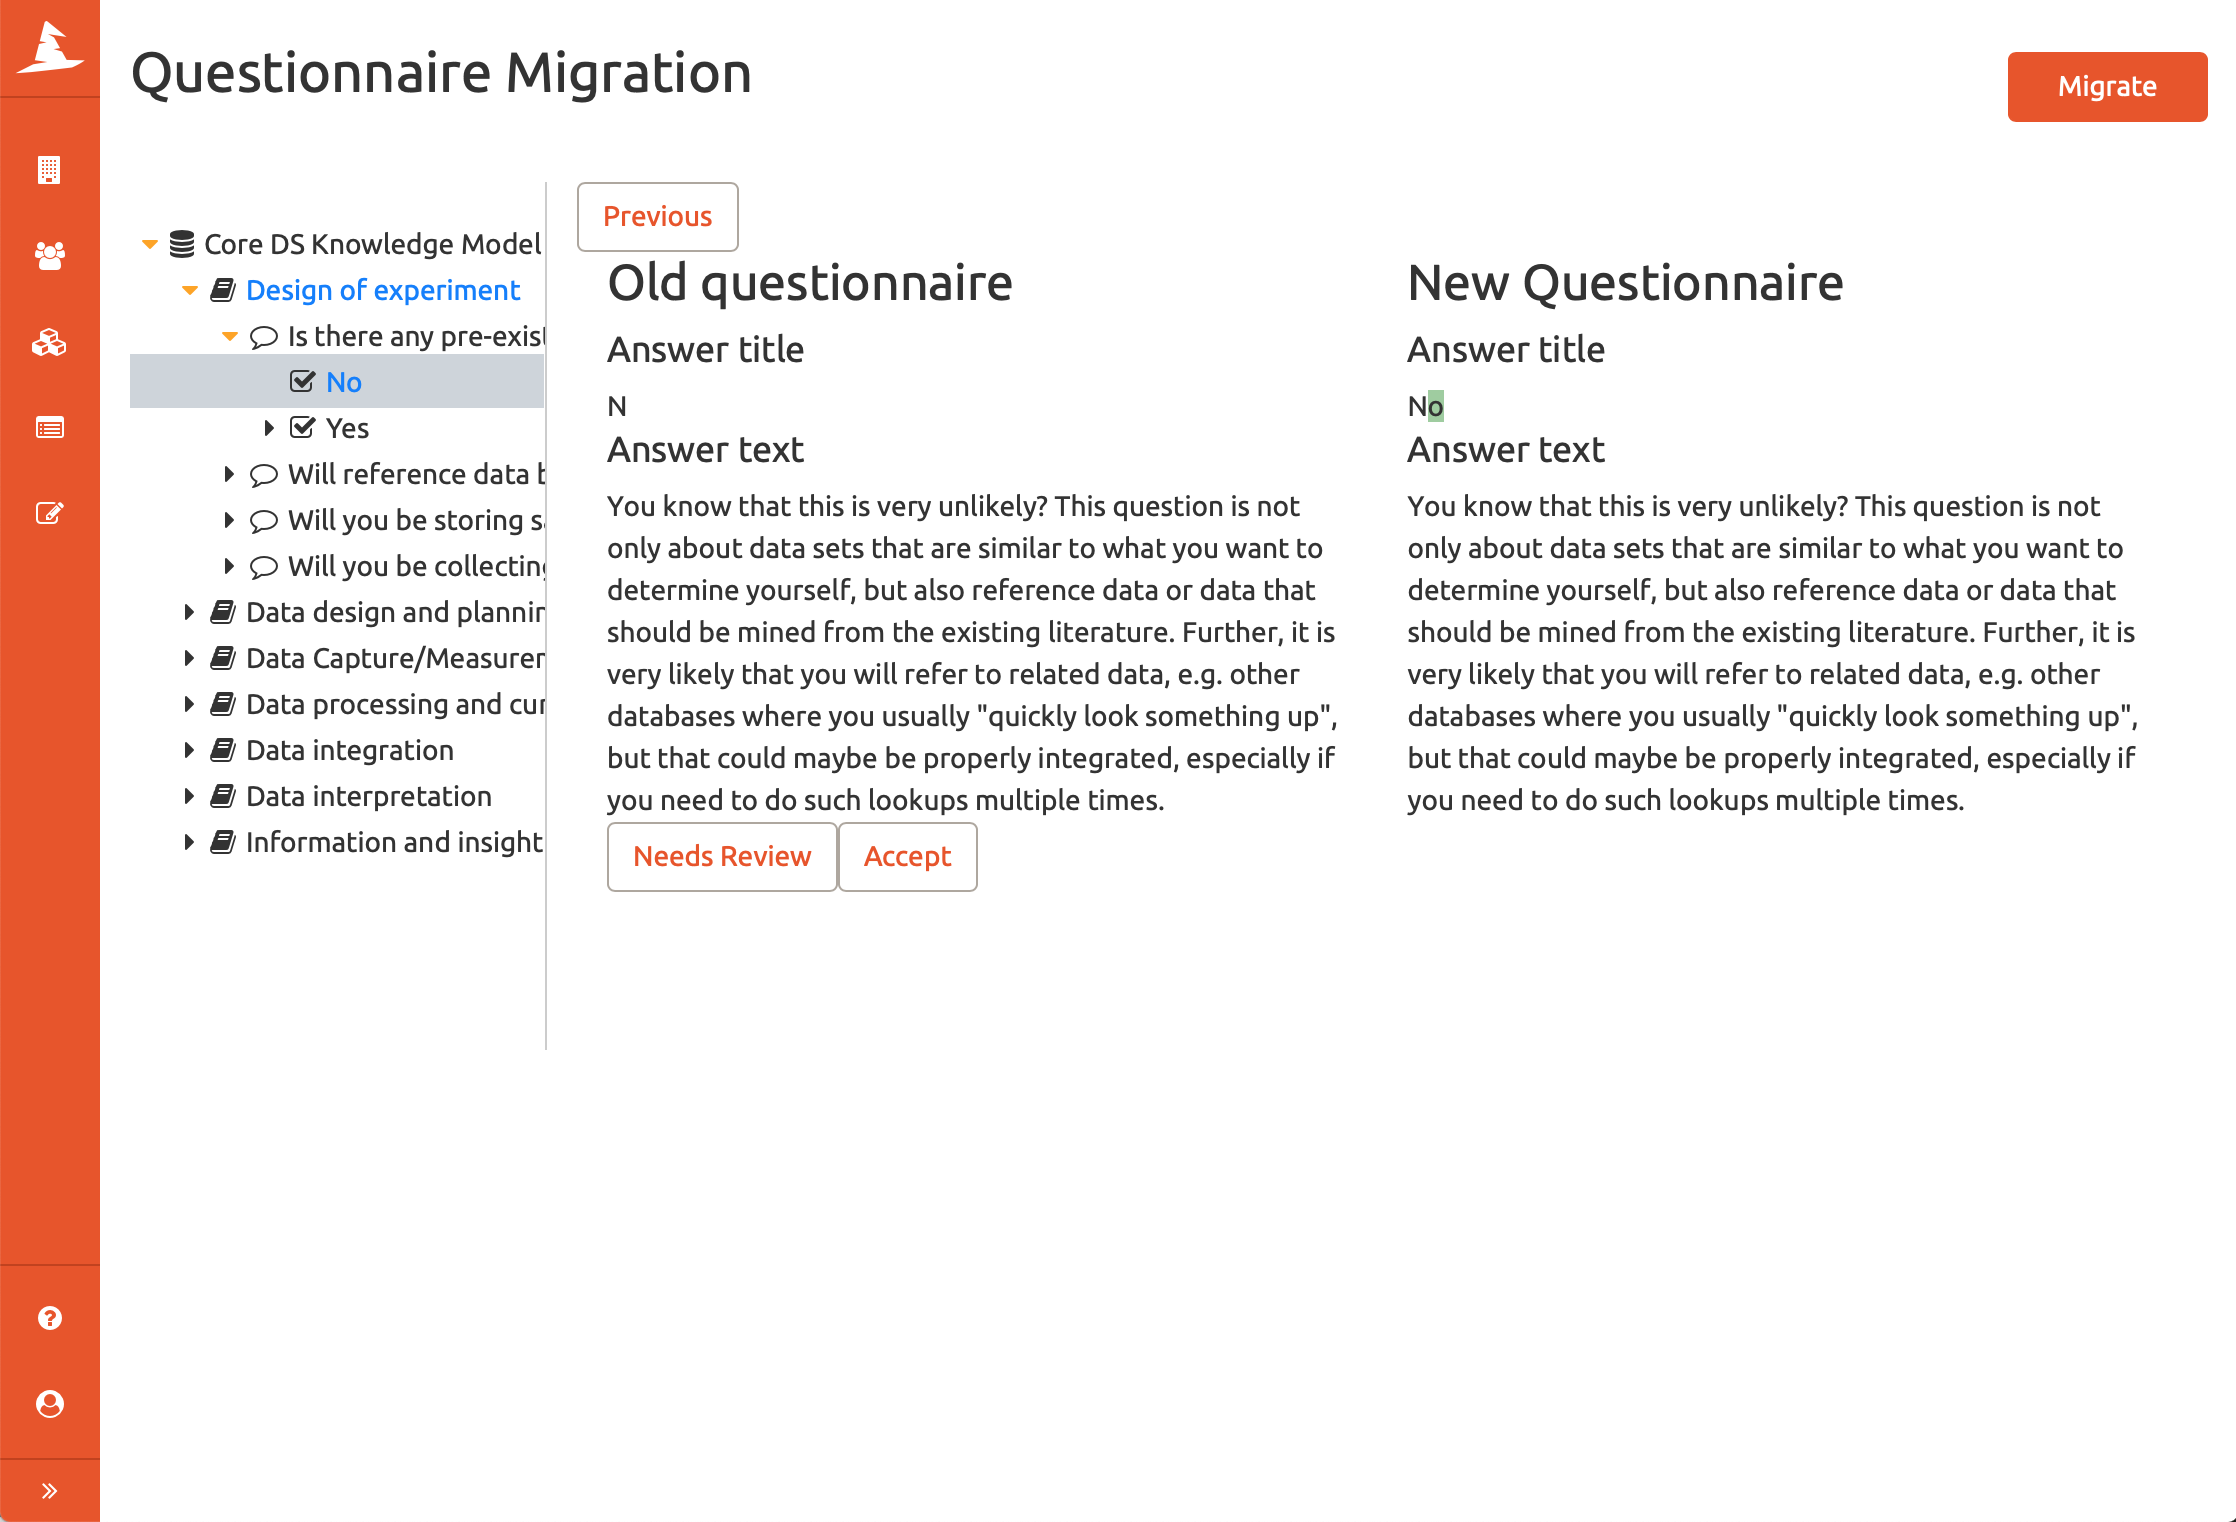 Questionnaire Migration
Migrate
Core DS Knowledge Model
Design of experiment
Is there any pre-exist
No
Yes
Will reference data b
Will you be storing sa
Will you be collecting
Data design and plannin
Data Capture/Measurem
Data processing and cur
Data integration
Data interpretation
Information and insight
Previous
Old questionnaire
Answer title
N
Answer text
You know that this is very unlikely? This question is not
only about data sets that are similar to what you want to
determine yourself, but also reference data or data that
should be mined from the existing literature. Further, it is
very likely that you will refer to related data, e.g. other
databases where you usually "quickly look something up",
but that could maybe be properly integrated, especially if
you need to do such lookups multiple times.
Needs Review
Accept
New Questionnaire
Answer title
No
Answer text
You know that this is very unlikely? This question is not
only about data sets that are similar to what you want to
determine yourself, but also reference data or data that
should be mined from the existing literature. Further, it is
very likely that you will refer to related data, e.g. other
databases where you usually "quickly look something up",
but that could maybe be properly integrated, especially if
you need to do such lookups multiple times.